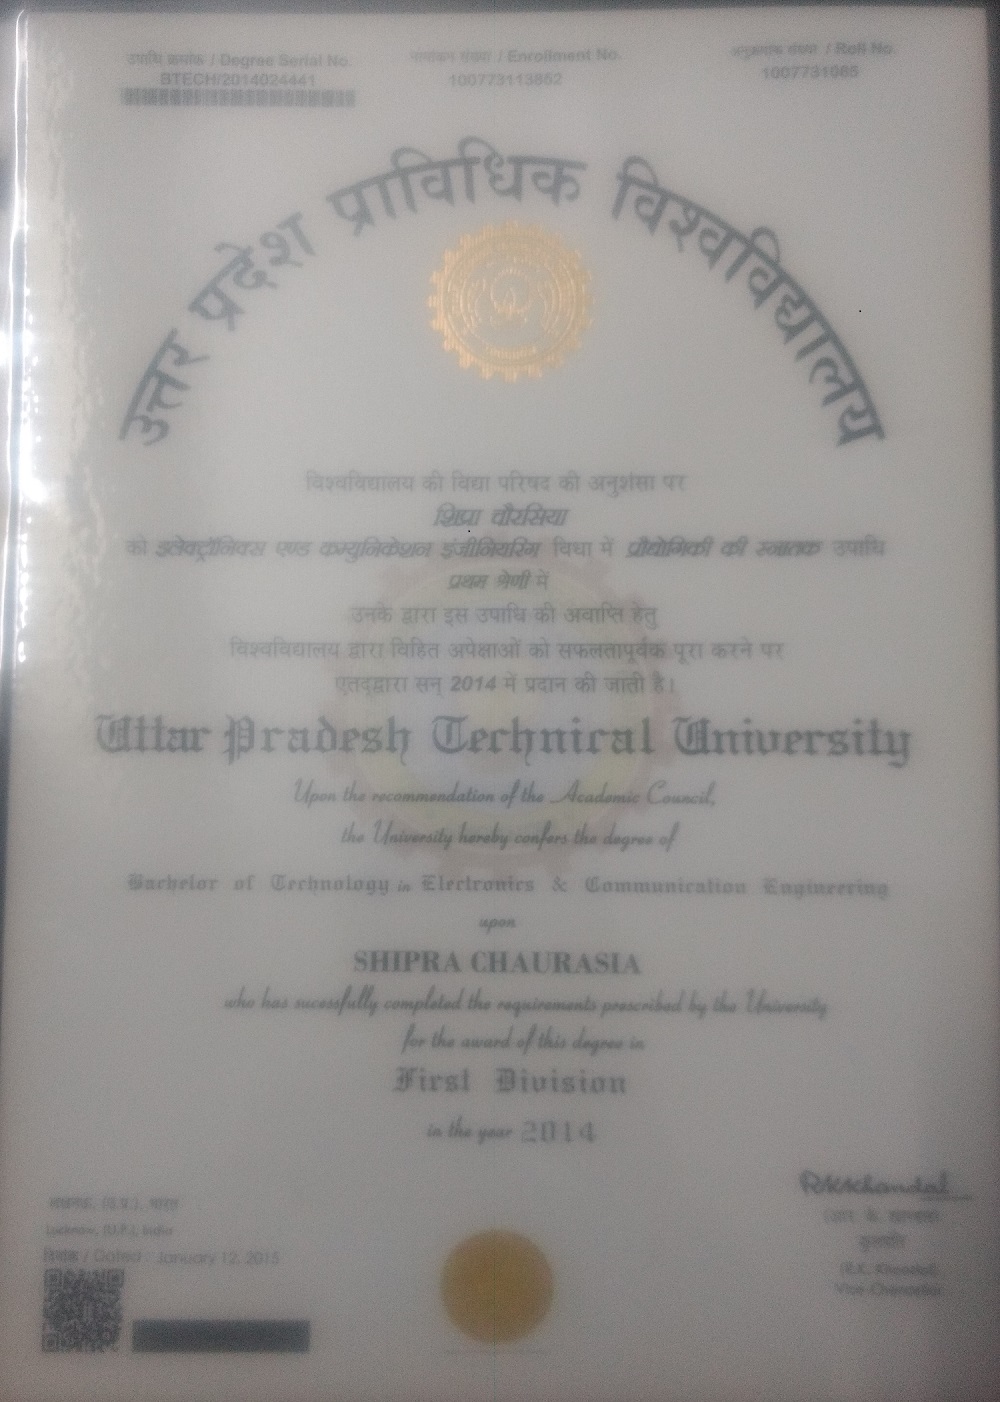 उपाधि क्रमांक / Degree Serial No.
BTECH/2014024441
नामांकन संख्या / Enrollment No.
100773113852
अनुक्रमांक संख्या / Roll No.
1007731085
उत्तर प्रदेश प्राविधिक विश्वविद्यालय
विश्वविद्यालय की विद्या परिषद की अनुशंसा पर
शिप्रा चौरसिया
को इलेक्ट्रॉनिक्स एण्ड कम्युनिकेशन इंजीनियरिंग विधा में प्रौद्योगिकी की स्नातक उपाधि
प्रथम श्रेणी में
उनके द्वारा इस उपाधि की अवाप्ति हेतु
विश्वविद्यालय द्वारा विहित अपेक्षाओं को सफलतापूर्वक पूरा करने पर
एतद्द्वारा सन् 2014 में प्रदान की जाती है।
Uttar Pradesh Technical University
Upon the recommendation of the Academic Council,
the University hereby confers the degree of
Bachelor of Technology in Electronics & Communication Engineering
upon
SHIPRA CHAURASIA
who has sucessfully completed the requirements prescribed by the University
for the award of this degree in
First Division
in the year 2014
लखनऊ, (उ.प्र.), भारत
Lucknow, (U.P.), India
दिनांक / Dated : January 12, 2015
RKKhandal
(आर. के. खाण्डल)
कुलपति
(R.K. Khandal)
Vice-Chancellor